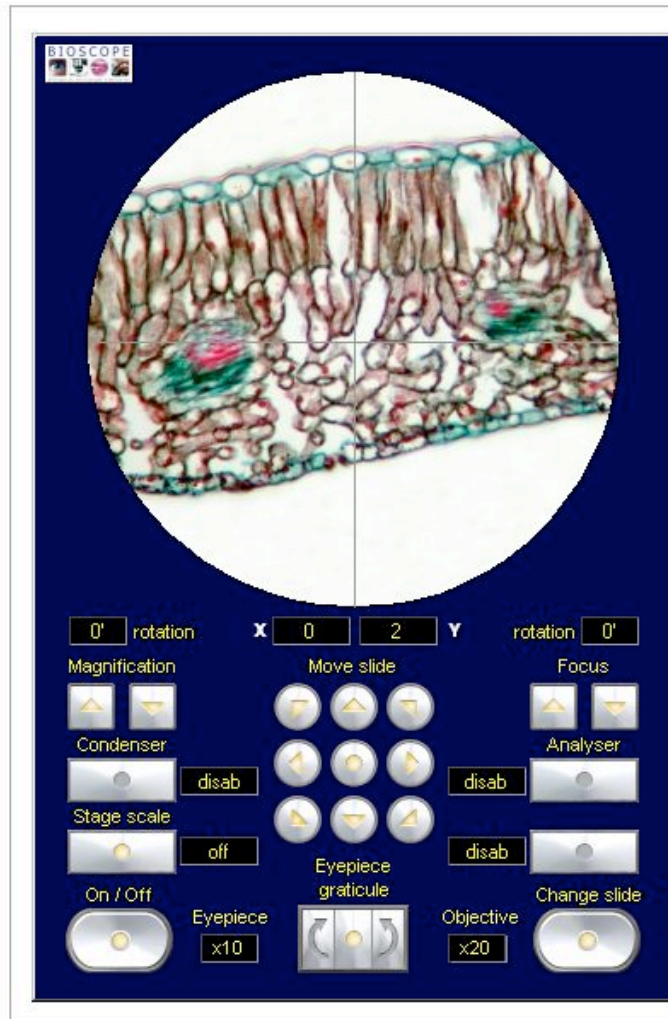 BIOSCOPE
0' rotation X 0 2 Y rotation 0'
Magnification Move slide Focus
Condenser Analyser
disab disab
Stage scale
off disab
Eyepiece
graticule
On / Off Change slide
Eyepiece Objective
x10 x20